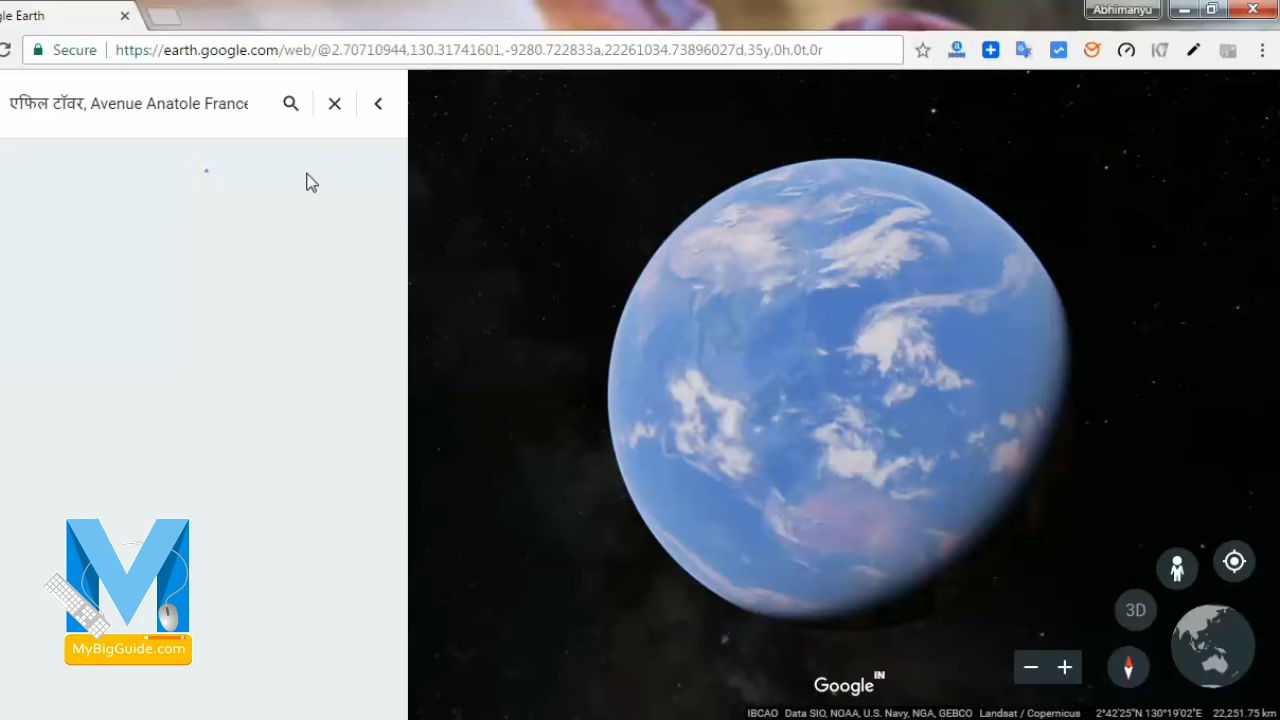 gle Earth
Abhimanyu
Secure
https://earth.google.com/web/@2.70710944,130.31741601,-9280.722833a,22261034.73896027d,35y,0h,0t,0r
एफिल टॉवर, Avenue Anatole France
MyBigGuide.com
3D
Google IN
IBCAO Data SIO, NOAA, U.S. Navy, NGA, GEBCO Landsat / Copernicus 2°42'25"N 130°19'02"E 22,251.75 km